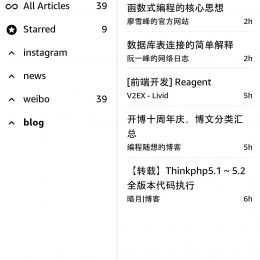 All Articles 39
Starred 9
instagram
news
weibo 39
blog
函数式编程的核心思想
廖雪峰的官方网站 2h
数据库表连接的简单解释
阮一峰的网络日志 2h
[前端开发] Reagent
V2EX - Livid 5h
开博十周年庆，博文分类汇
总
编程随想的博客 5h
【转载】Thinkphp5.1 ~ 5.2
全版本代码执行
暗月|博客 6h